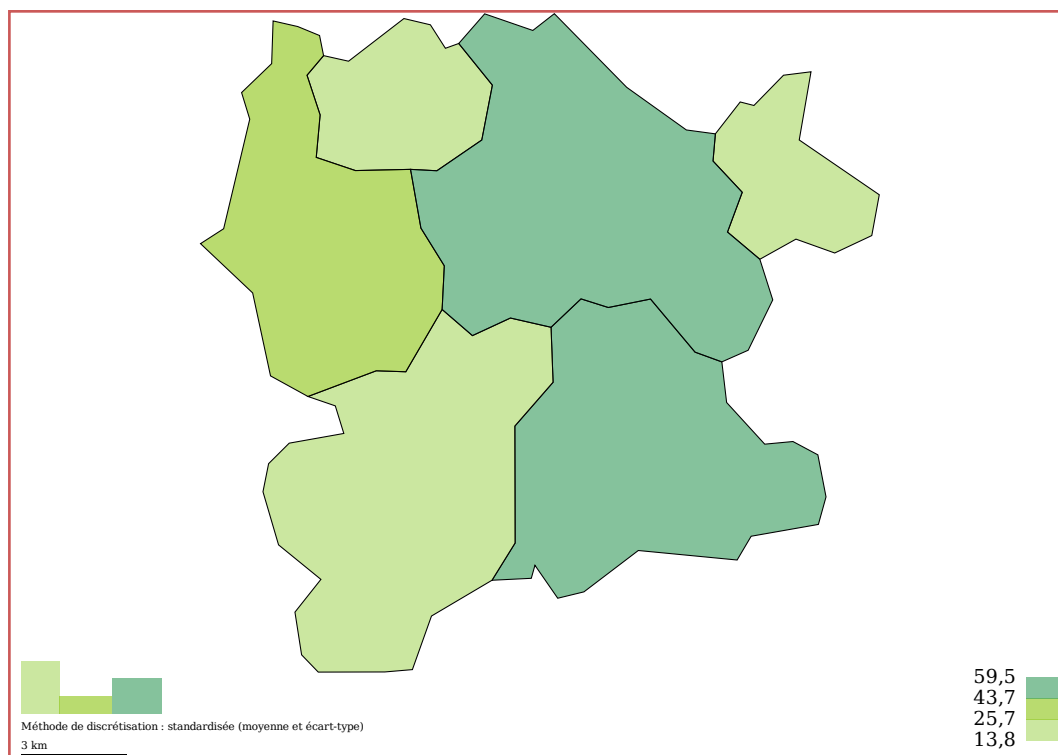 59,5
43,7
25,7
13,8
Méthode de discrétisation : standardisée (moyenne et écart-type)
3 km